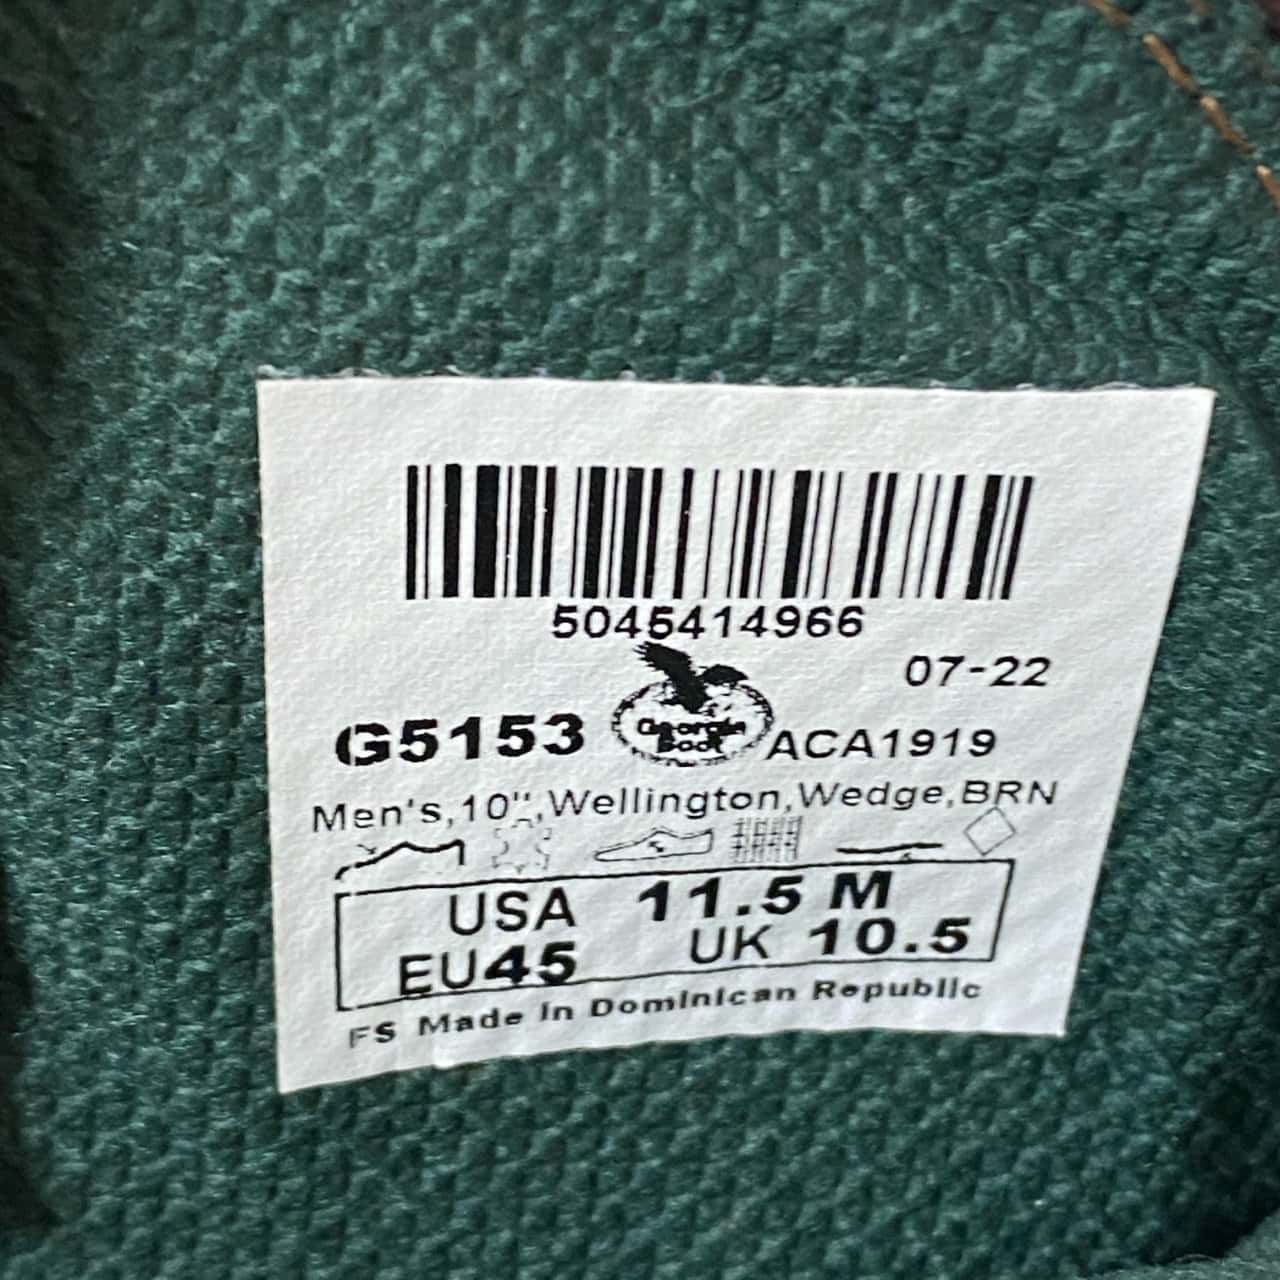 5045414966
07-22
G5153 Georgia Boot ACA1919
Men's,10",Wellington,Wedge,BRN
USA 11.5 M
EU45 UK 10.5
FS Made in Dominican Republic